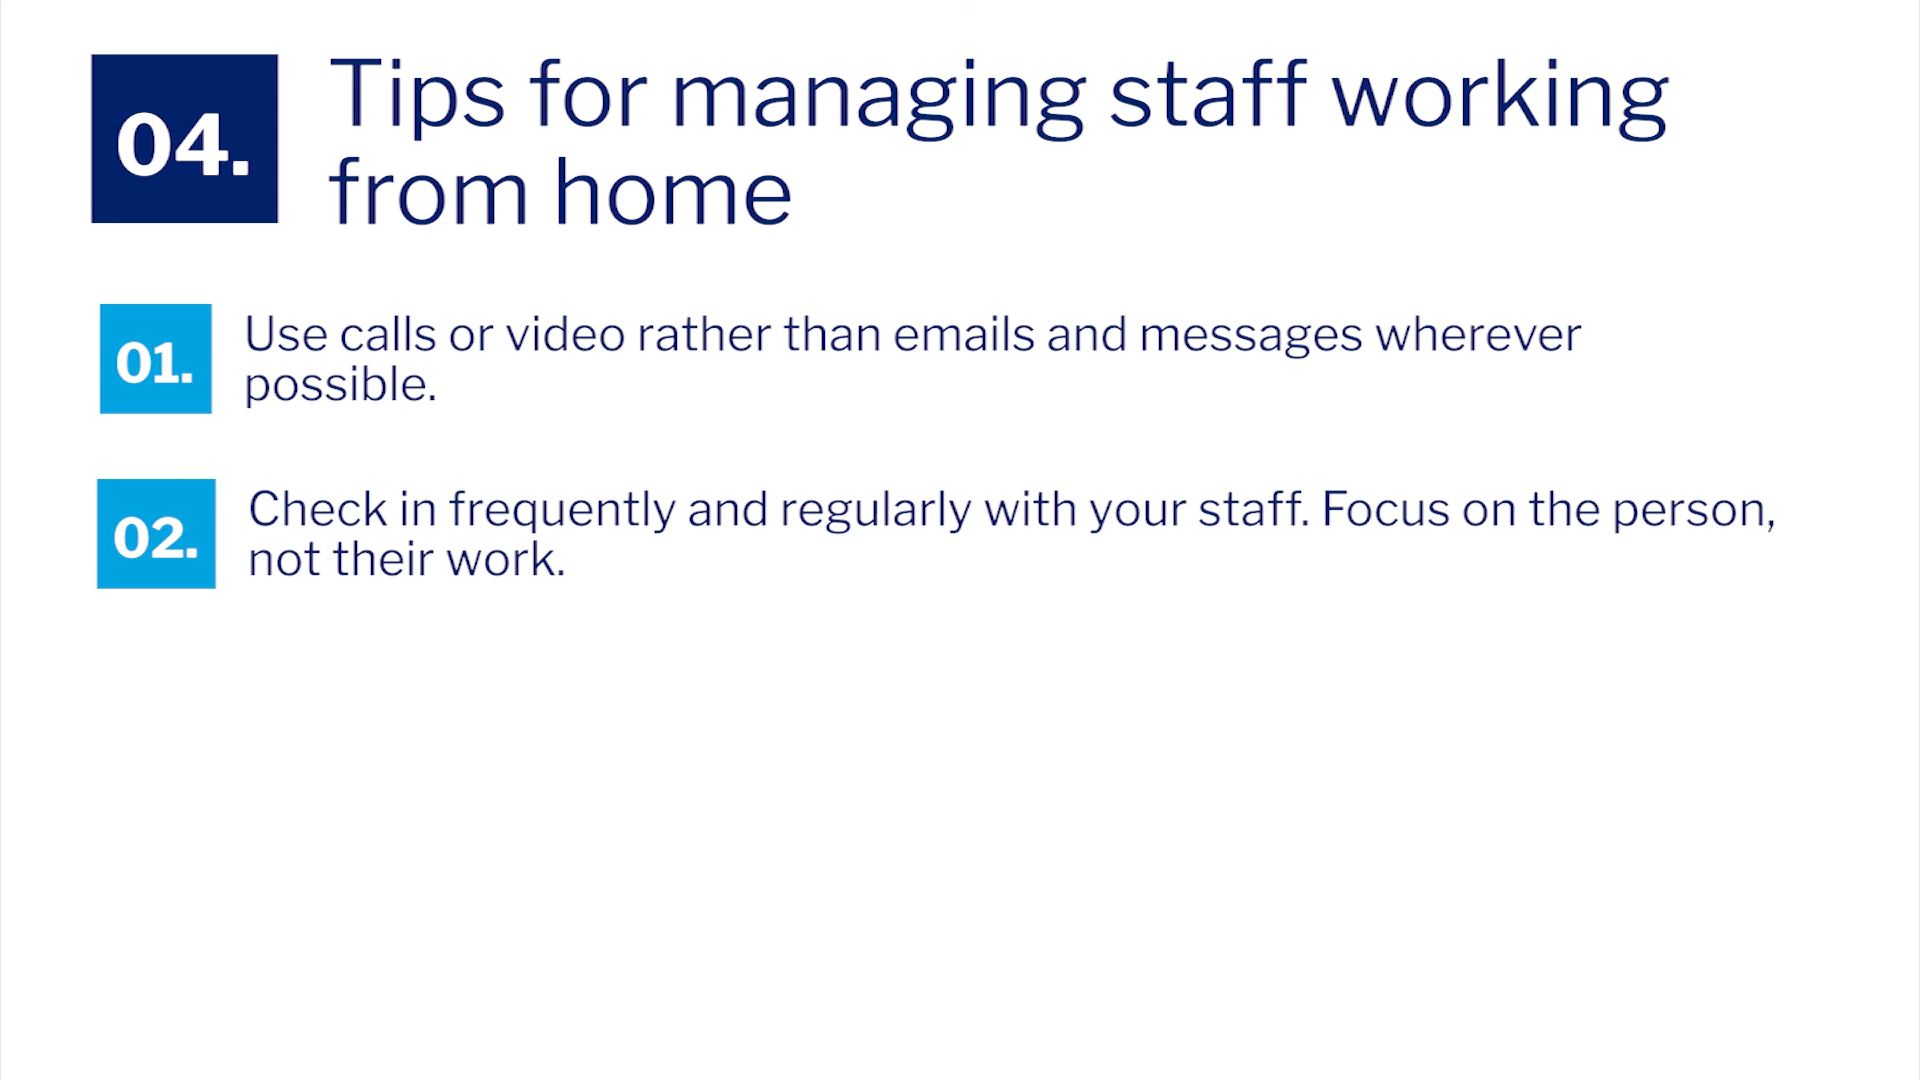 04.
Tips for managing staff working
from home
01.
Use calls or video rather than emails and messages wherever
possible.
02.
Check in frequently and regularly with your staff. Focus on the person,
not their work.